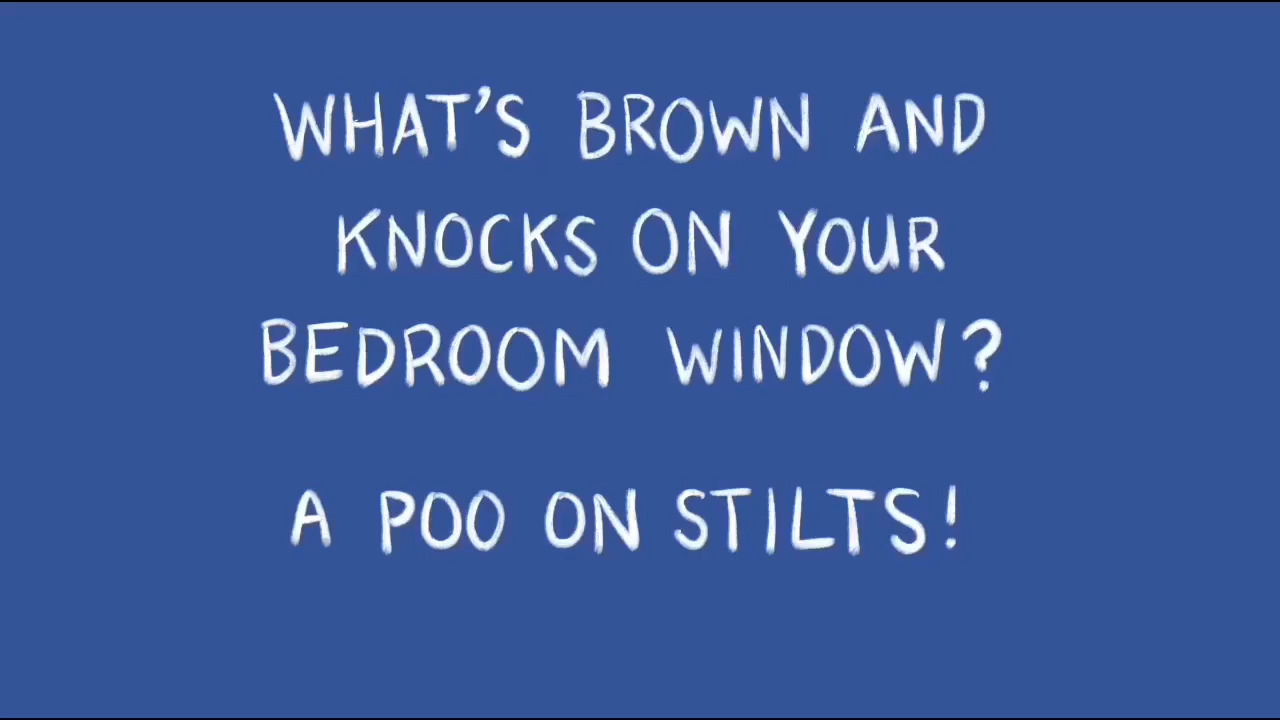 WHAT'S BROWN AND
KNOCKS ON YOUR
BEDROOM WINDOW?
A POO ON STILTS!